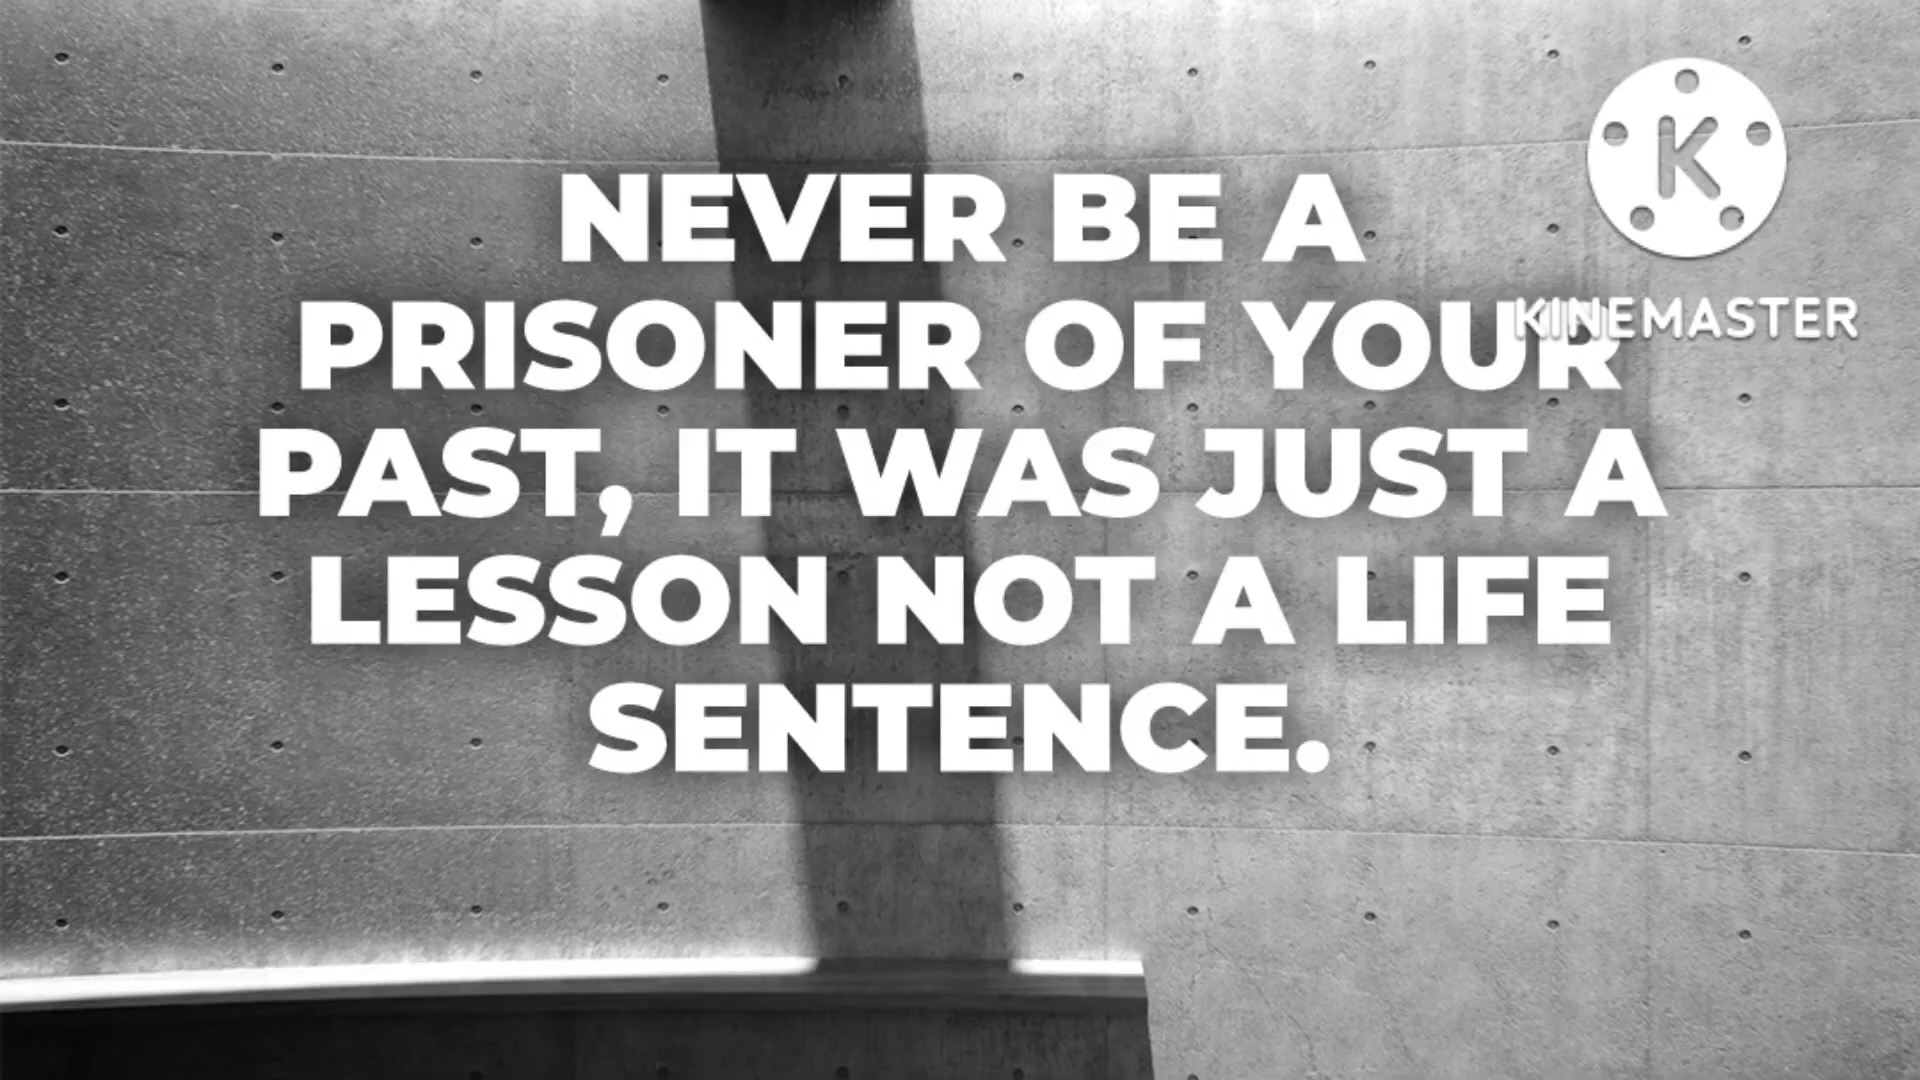 NEVER BE A
PRISONER OF YOUR
PAST, IT WAS JUST A
LESSON NOT A LIFE
SENTENCE.
K
KINEMASTER